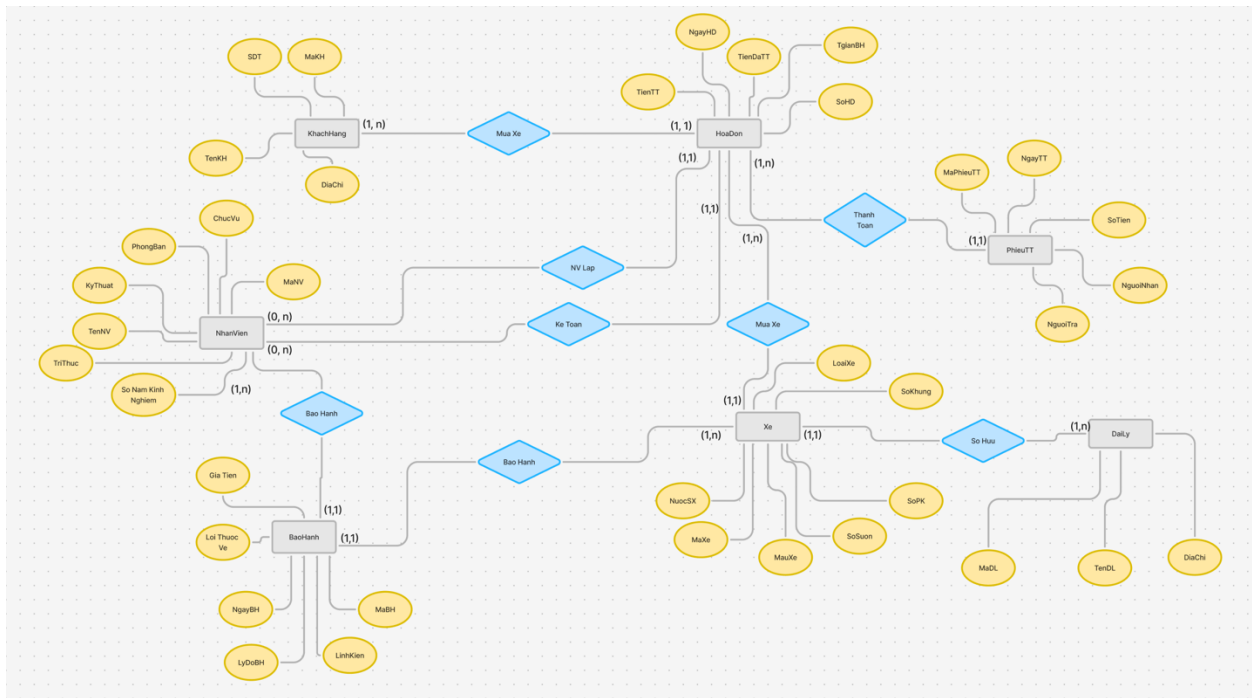 NgayHD
TienDaTT
TgianBH
SDT
MaKH
TienTT
SoHD
KhachHang
(1, n)
Mua Xe
(1, 1)
HoaDon
TenKH
DiaChi
(1,1)
(1,n)
MaPhieuTT
NgayTT
Thanh
Toan
SoTien
(1,1)
PhieuTT
NguoiNhan
NguoiTra
ChucVu
(1,1)
PhongBan
(1,n)
KyThuat
MaNV
NV Lap
(0, n)
TenNV
NhanVien
Ke Toan
(0, n)
Mua Xe
TriThuc
So Nam Kinh
Nghiem
(1,n)
LoaiXe
SoKhung
(1,1)
Bao Hanh
Xe
(1,n)
(1,1)
So Huu
(1,n)
DaiLy
Bao Hanh
Gia Tien
NuocSX
SoPK
(1,1)
Loi Thuoc
Ve
BaoHanh
(1,1)
MaXe
MauXe
SoSuon
MaDL
TenDL
DiaChi
NgayBH
MaBH
LyDoBH
LinhKien